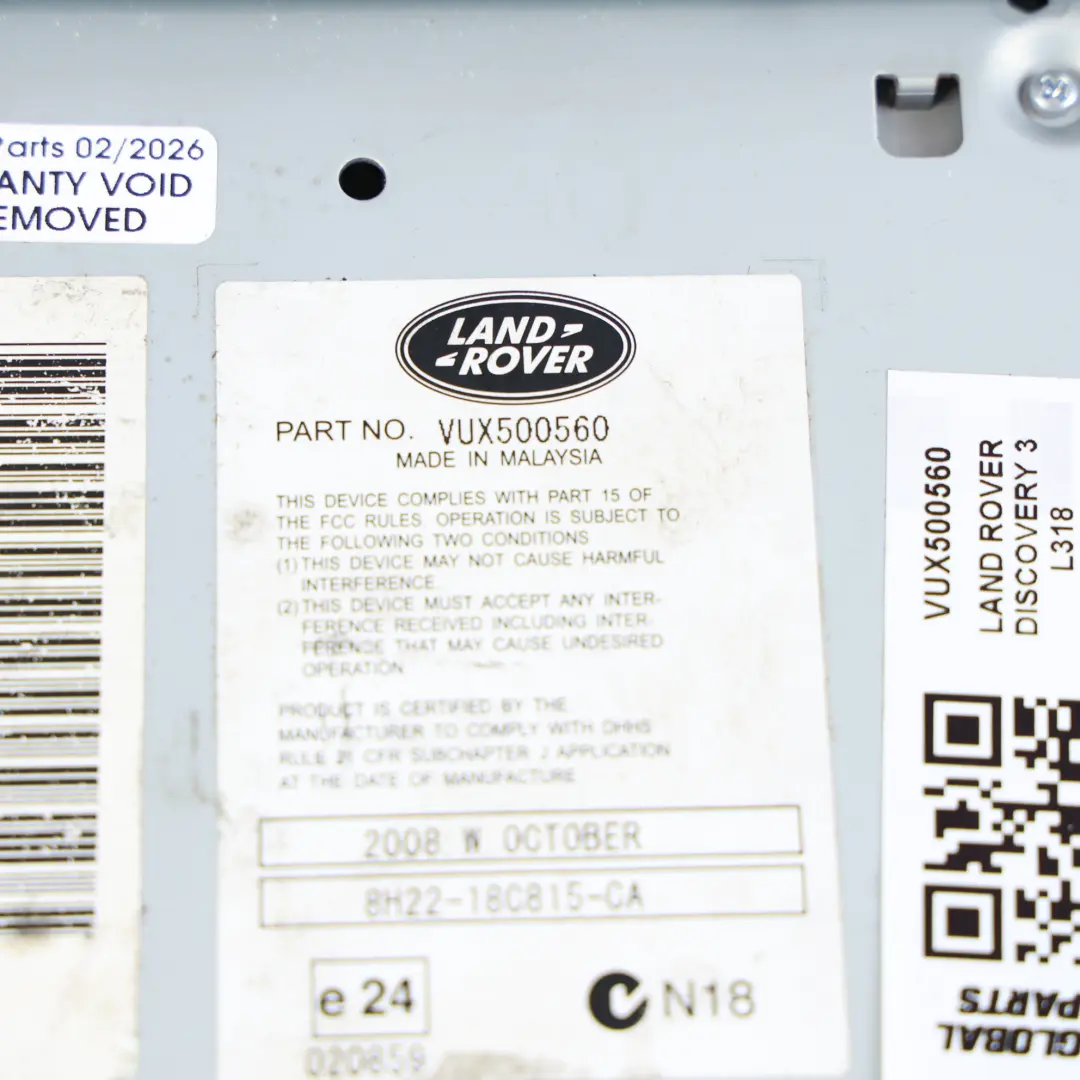 Parts 02/2026
ANTY VOID
EMOVED
LAND
ROVER
PART NO. VUX500560
MADE IN MALAYSIA
THIS DEVICE COMPLIES WITH PART 15 OF
THE FCC RULES OPERATION IS SUBJECT TO
THE FOLLOWING TWO CONDITIONS
(1) THIS DEVICE MAY NOT CAUSE HARMFUL
INTERFERENCE
(2) THIS DEVICE MUST ACCEPT ANY INTER-
FERENCE RECEIVED INCLUDING INTER-
FERENCE THAT MAY CAUSE UNDESIRED
OPERATION
PRODUCT IS CERTIFIED BY THE
MANUFACTURER TO COMPLY WITH DHHS
RULE 21 CFR SUBCHAPTER J APPLICATION
AT THE DATE OF MANUFACTURE
2008 W OCTOBER
8H22-18C815-CA
e 24
020859
N18
VUX500560
LAND ROVER
DISCOVERY 3
L318
GLOBAL
PARTS